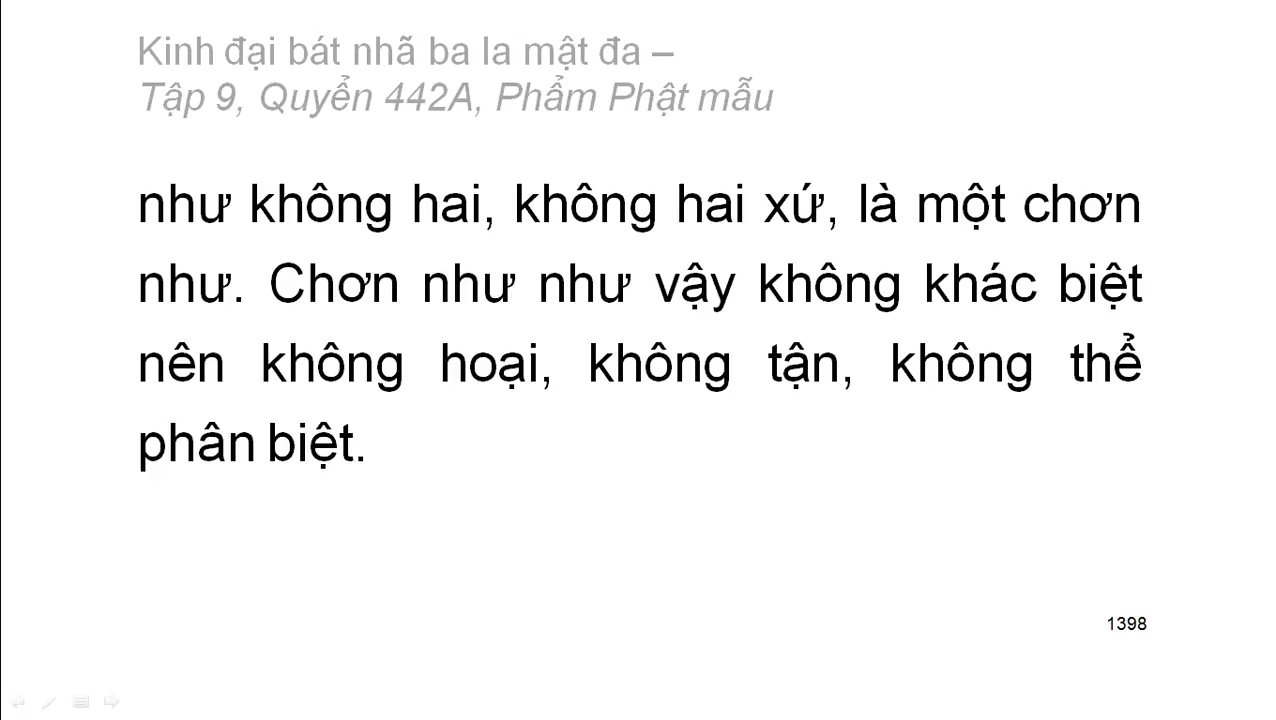 Kinh đại bát nhã ba la mật đa –
Tập 9, Quyển 442A, Phẩm Phật mẫu
như không hai, không hai xứ, là một chơn
như. Chơn như như vậy không khác biệt
nên không hoại, không tận, không thể
phân biệt.
1398